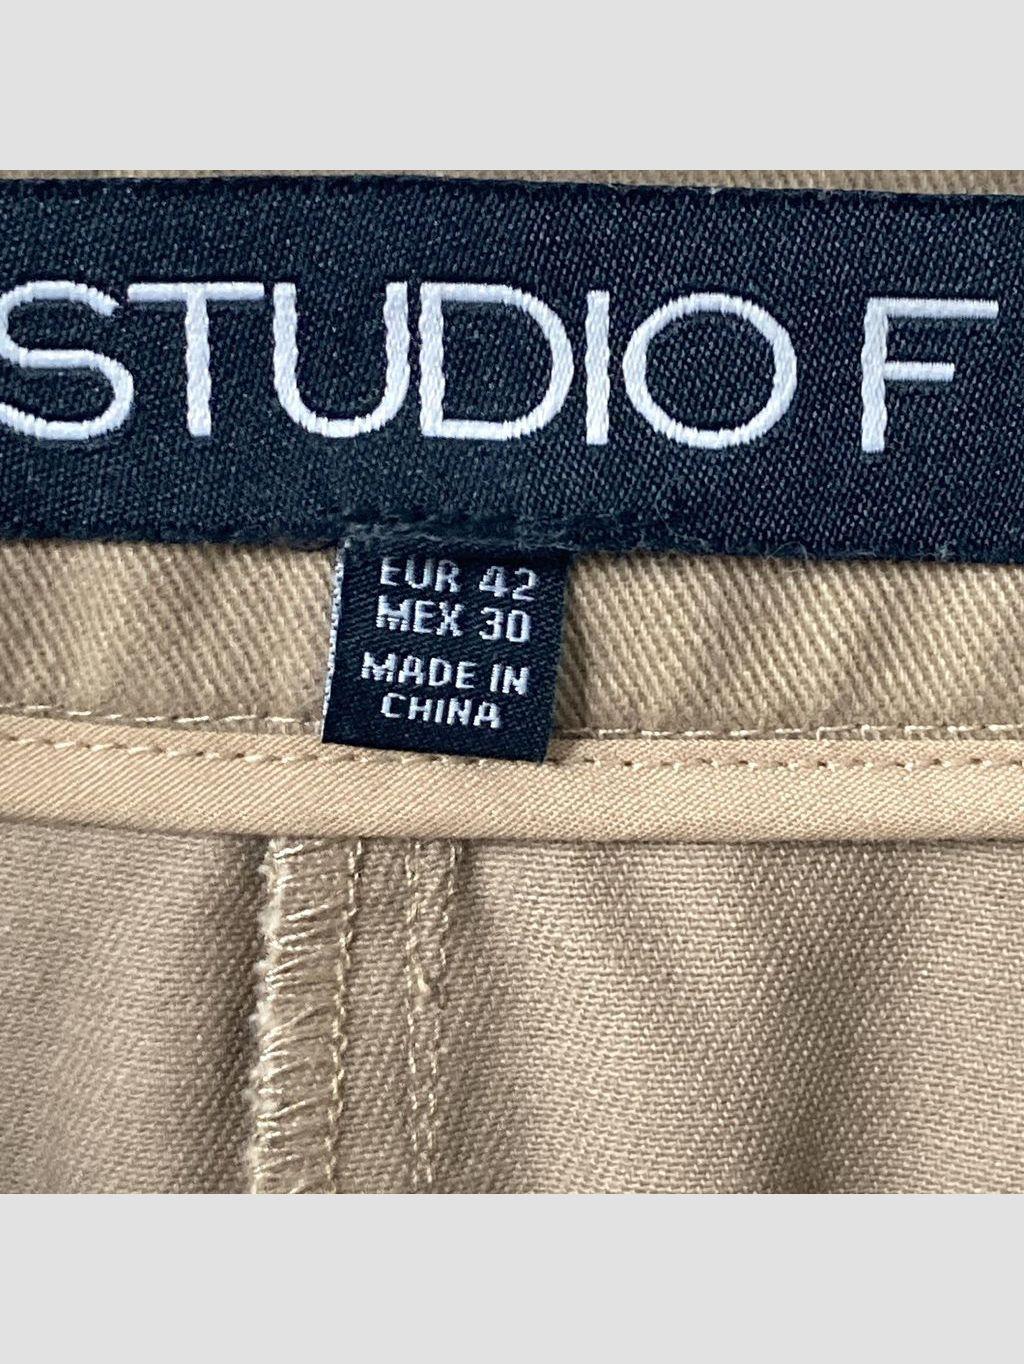 STUDIO F
EUR 42
MEX 30
MADE IN
CHINA